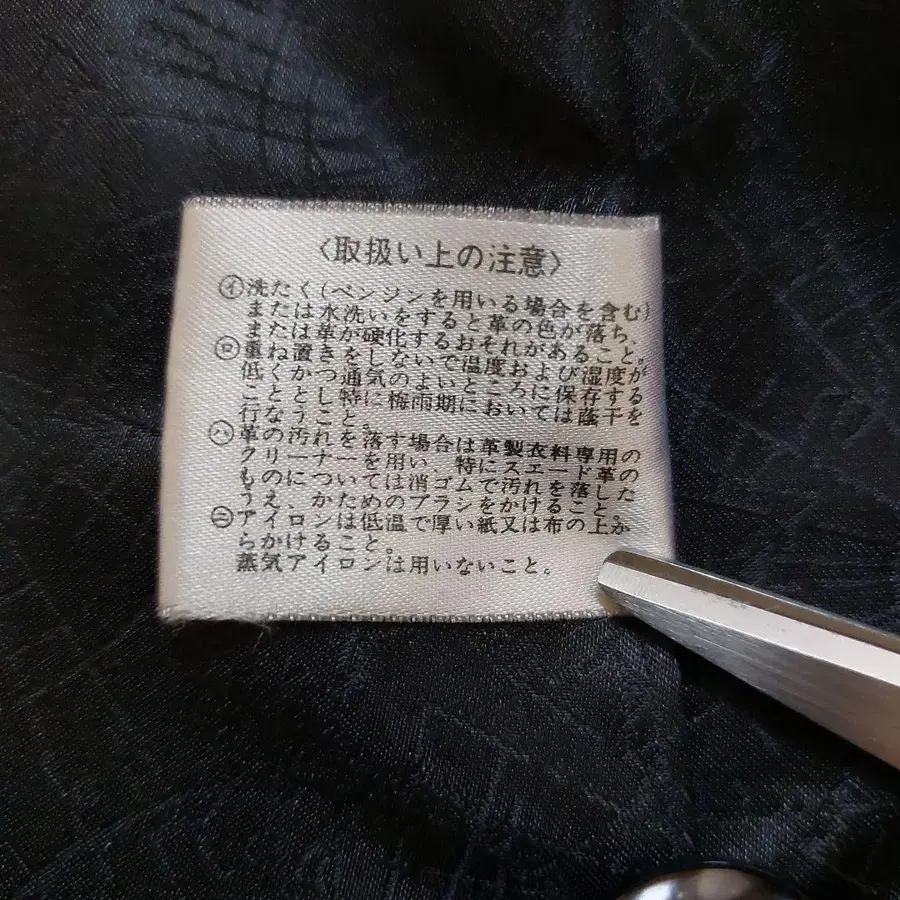 〈取扱い上の注意〉
㋑洗たく(ベンジンを用いる場合を含む)
または水洗いをすると革の色が落ち、
または革が硬化するおそれがあること。
㋺重ね置きをしないで温度および湿度が
低くかつ通気のよいところに保存する
こととし特に梅雨期においては蔭干を
行なうこと。
㋩革の汚れを落す場合は革製衣料専用の
クリーナーを用い、特にスエード革の
ものについては消ゴムで汚れを落した
うえ、かためのブラシをかけること。
㊁アイロンは低温で厚い紙又は布の上か
らかけること。
蒸気アイロンは用いないこと。